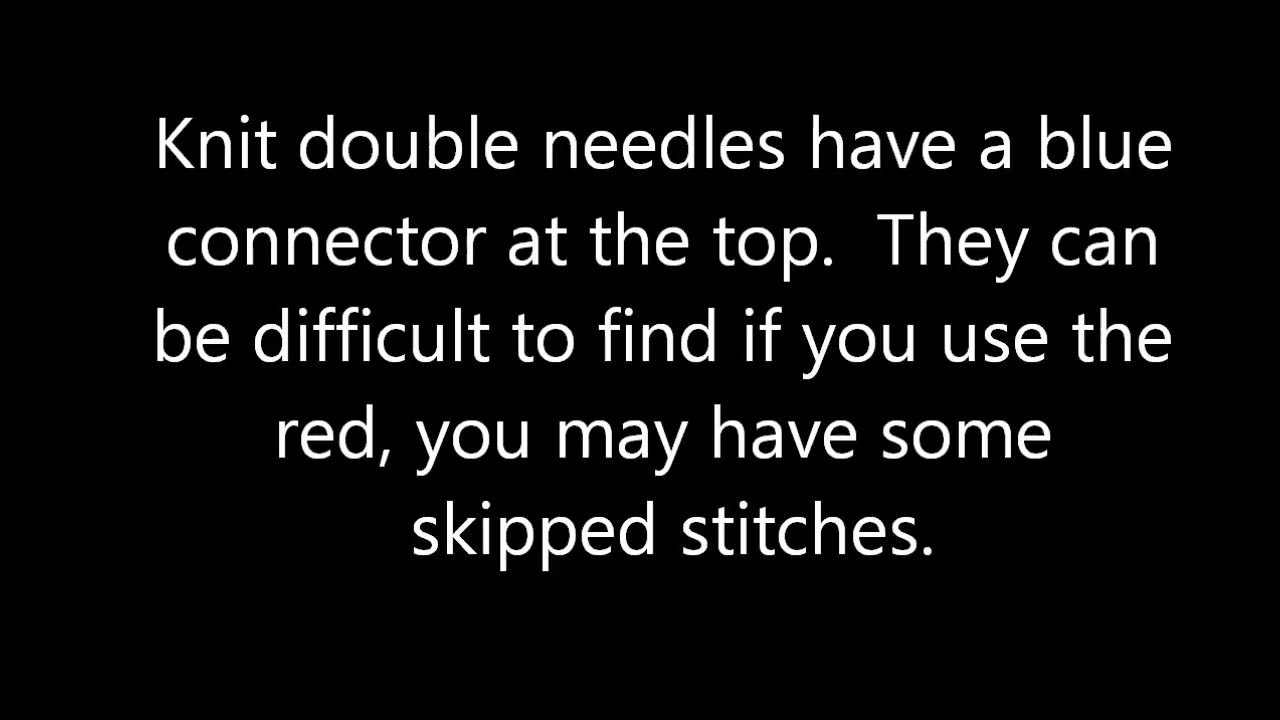 Knit double needles have a blue
connector at the top.  They can
be difficult to find if you use the
red, you may have some
skipped stitches.